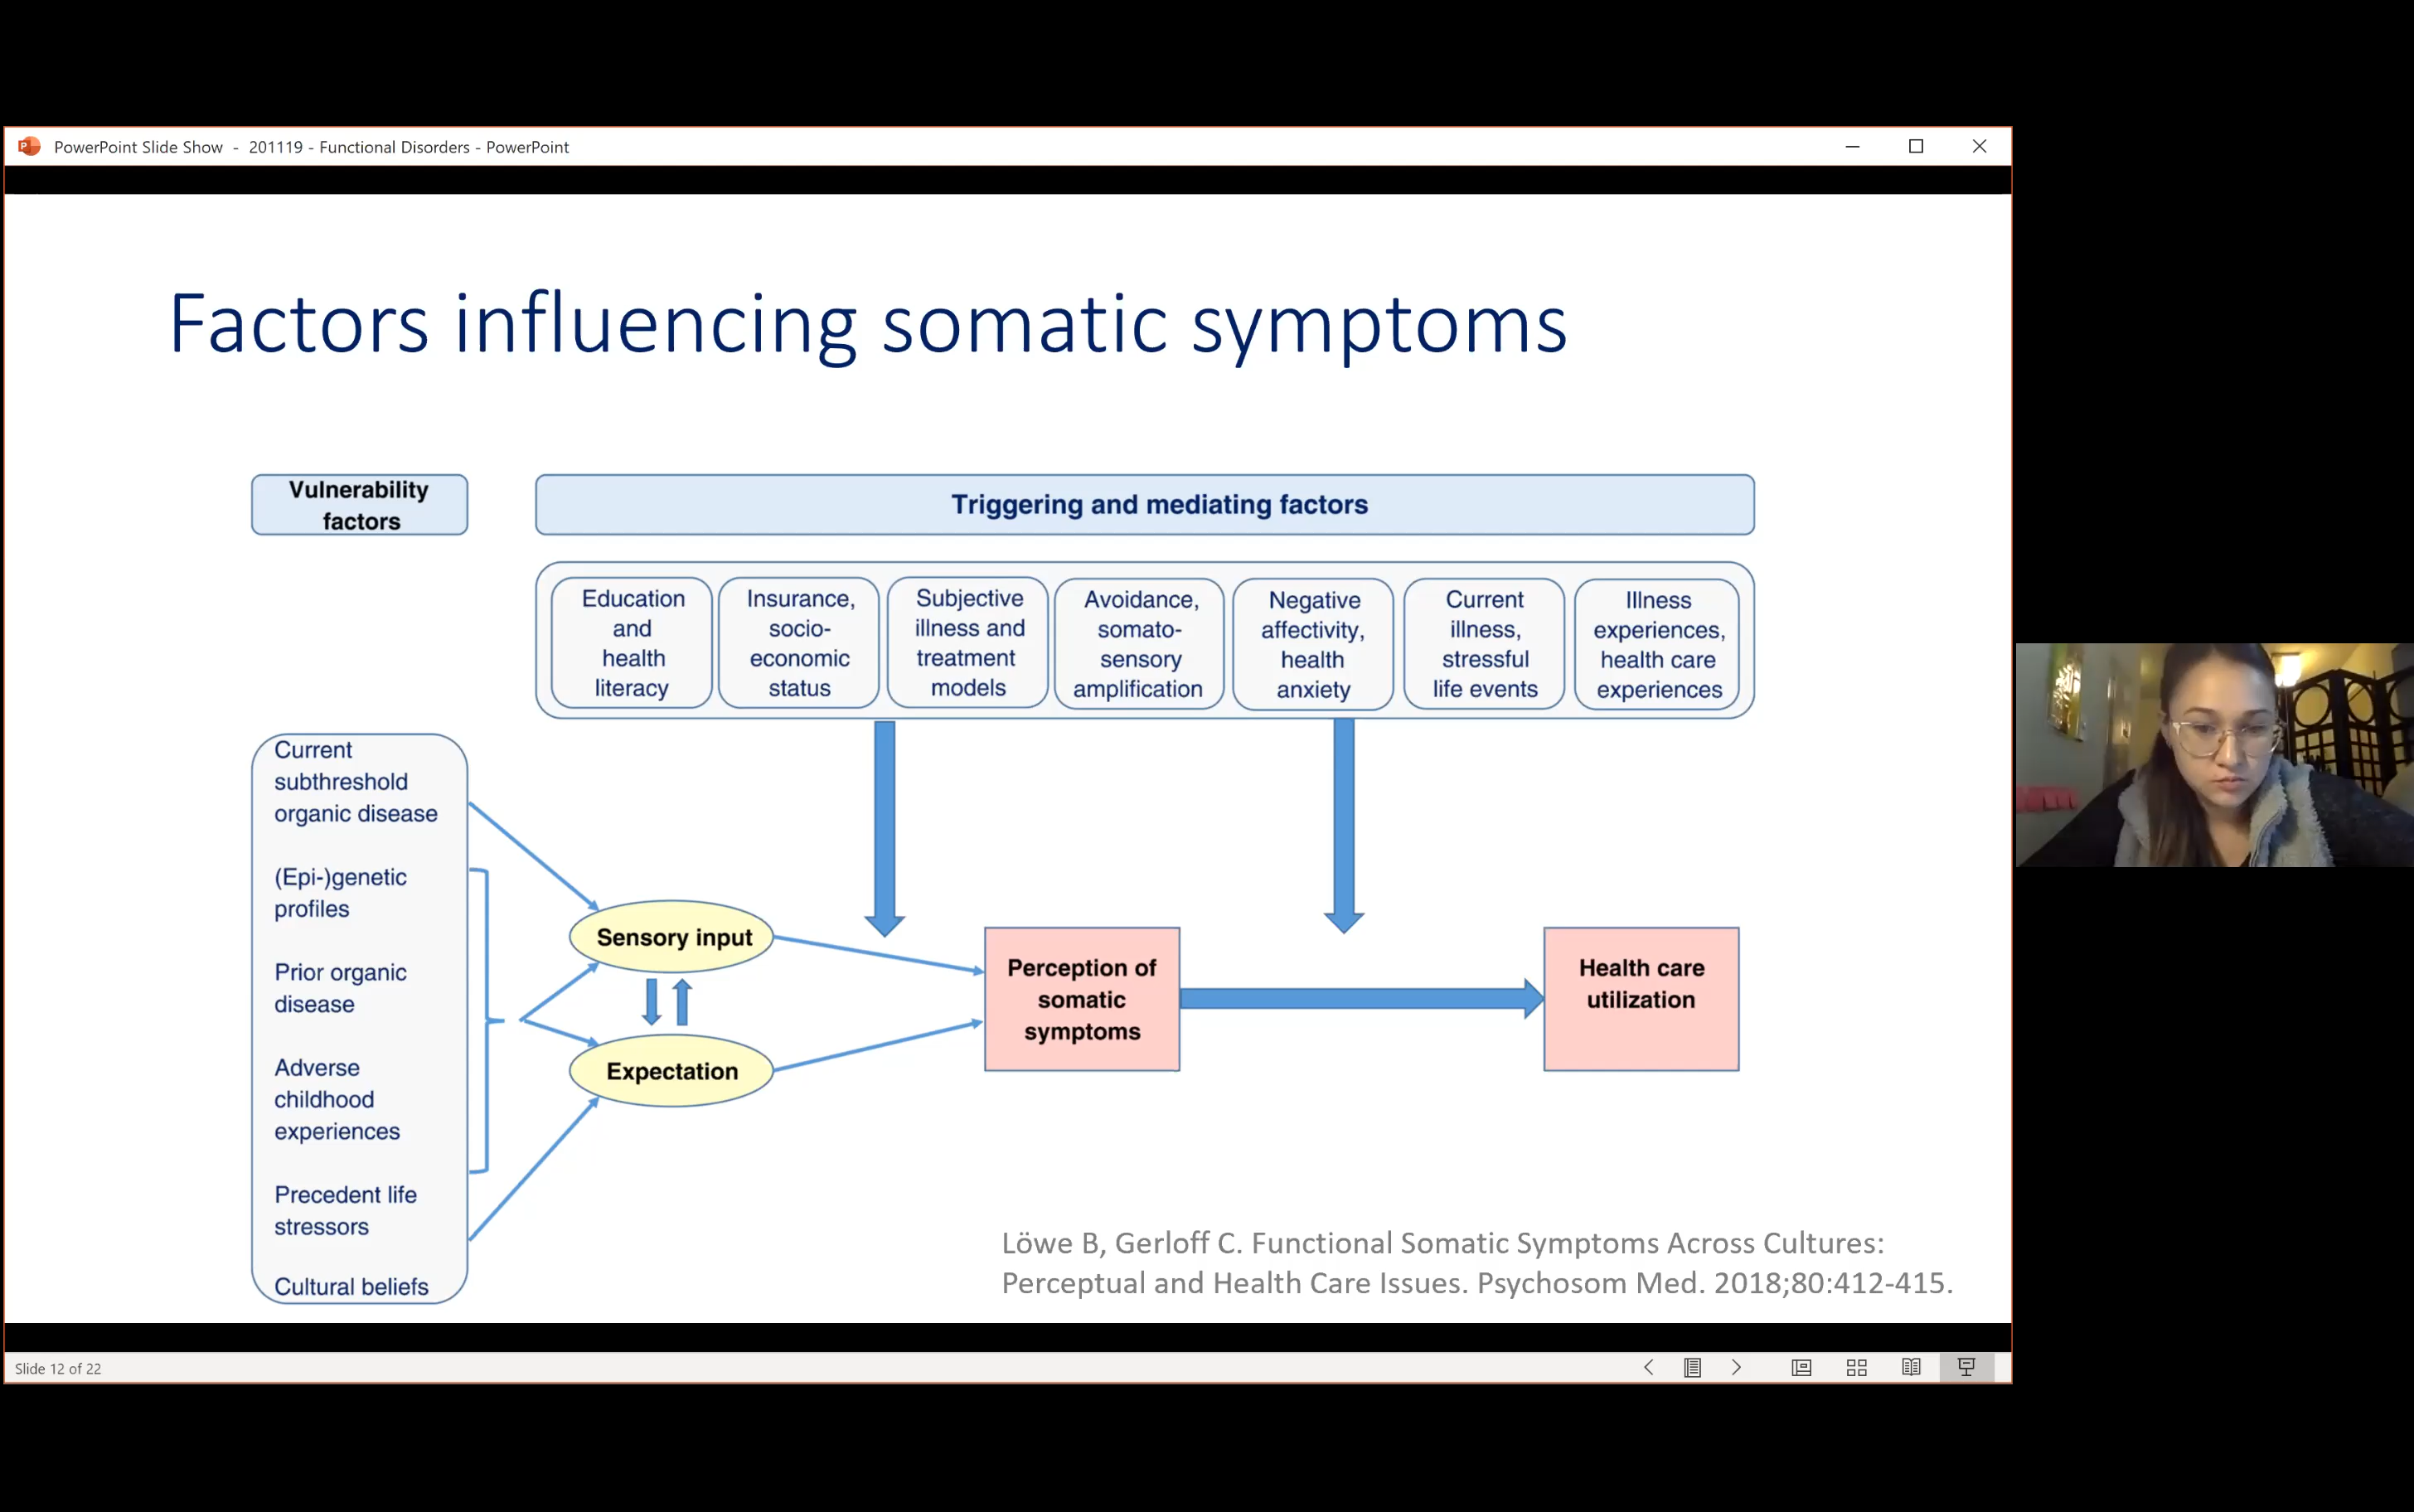 PowerPoint Slide Show - 201119 - Functional Disorders - PowerPoint
Factors influencing somatic symptoms
Vulnerability
factors
Triggering and mediating factors
Education
and
health
literacy
Insurance,
socio-
economic
status
Subjective
illness and
treatment
models
Avoidance,
somato-
sensory
amplification
Negative
affectivity,
health
anxiety
Current
illness,
stressful
life events
Illness
experiences,
health care
experiences
Current
subthreshold
organic disease
(Epi-)genetic
profiles
Prior organic
disease
Adverse
childhood
experiences
Precedent life
stressors
Cultural beliefs
Sensory input
Expectation
Perception of
somatic
symptoms
Health care
utilization
Löwe B, Gerloff C. Functional Somatic Symptoms Across Cultures:
Perceptual and Health Care Issues. Psychosom Med. 2018;80:412-415.
Slide 12 of 22